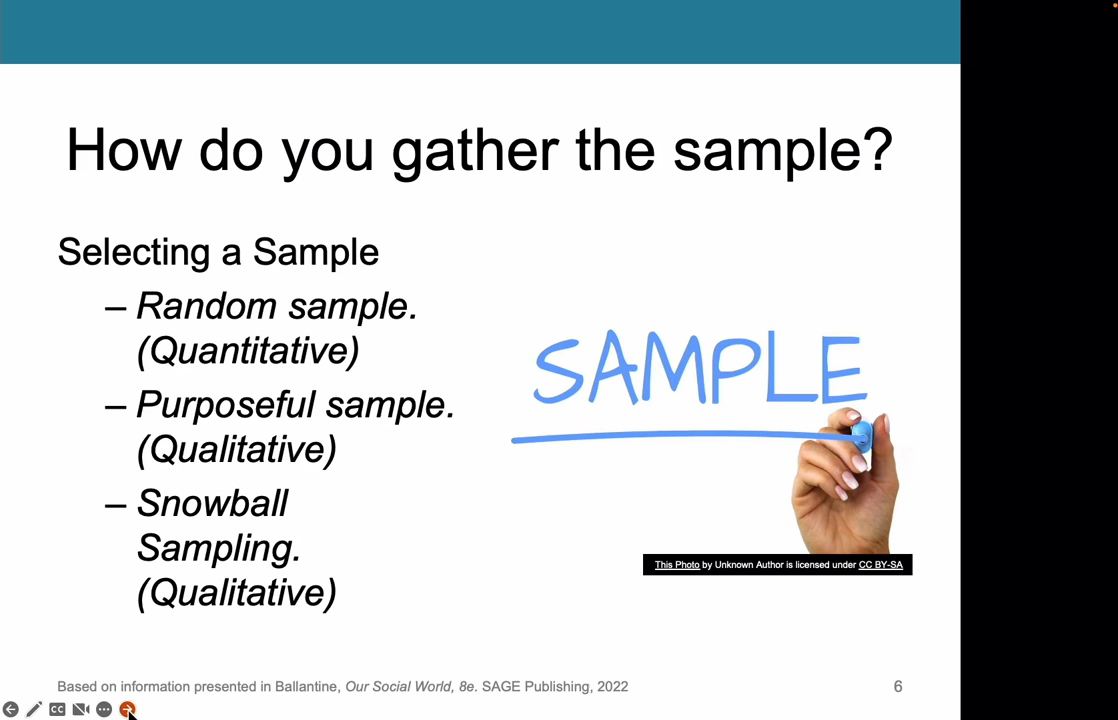 How do you gather the sample?
Selecting a Sample
– Random sample.
(Quantitative)
– Purposeful sample.
(Qualitative)
– Snowball
Sampling.
(Qualitative)
SAMPLE
This Photo by Unknown Author is licensed under CC BY-SA
Based on information presented in Ballantine, Our Social World, 8e. SAGE Publishing, 2022
6
CC